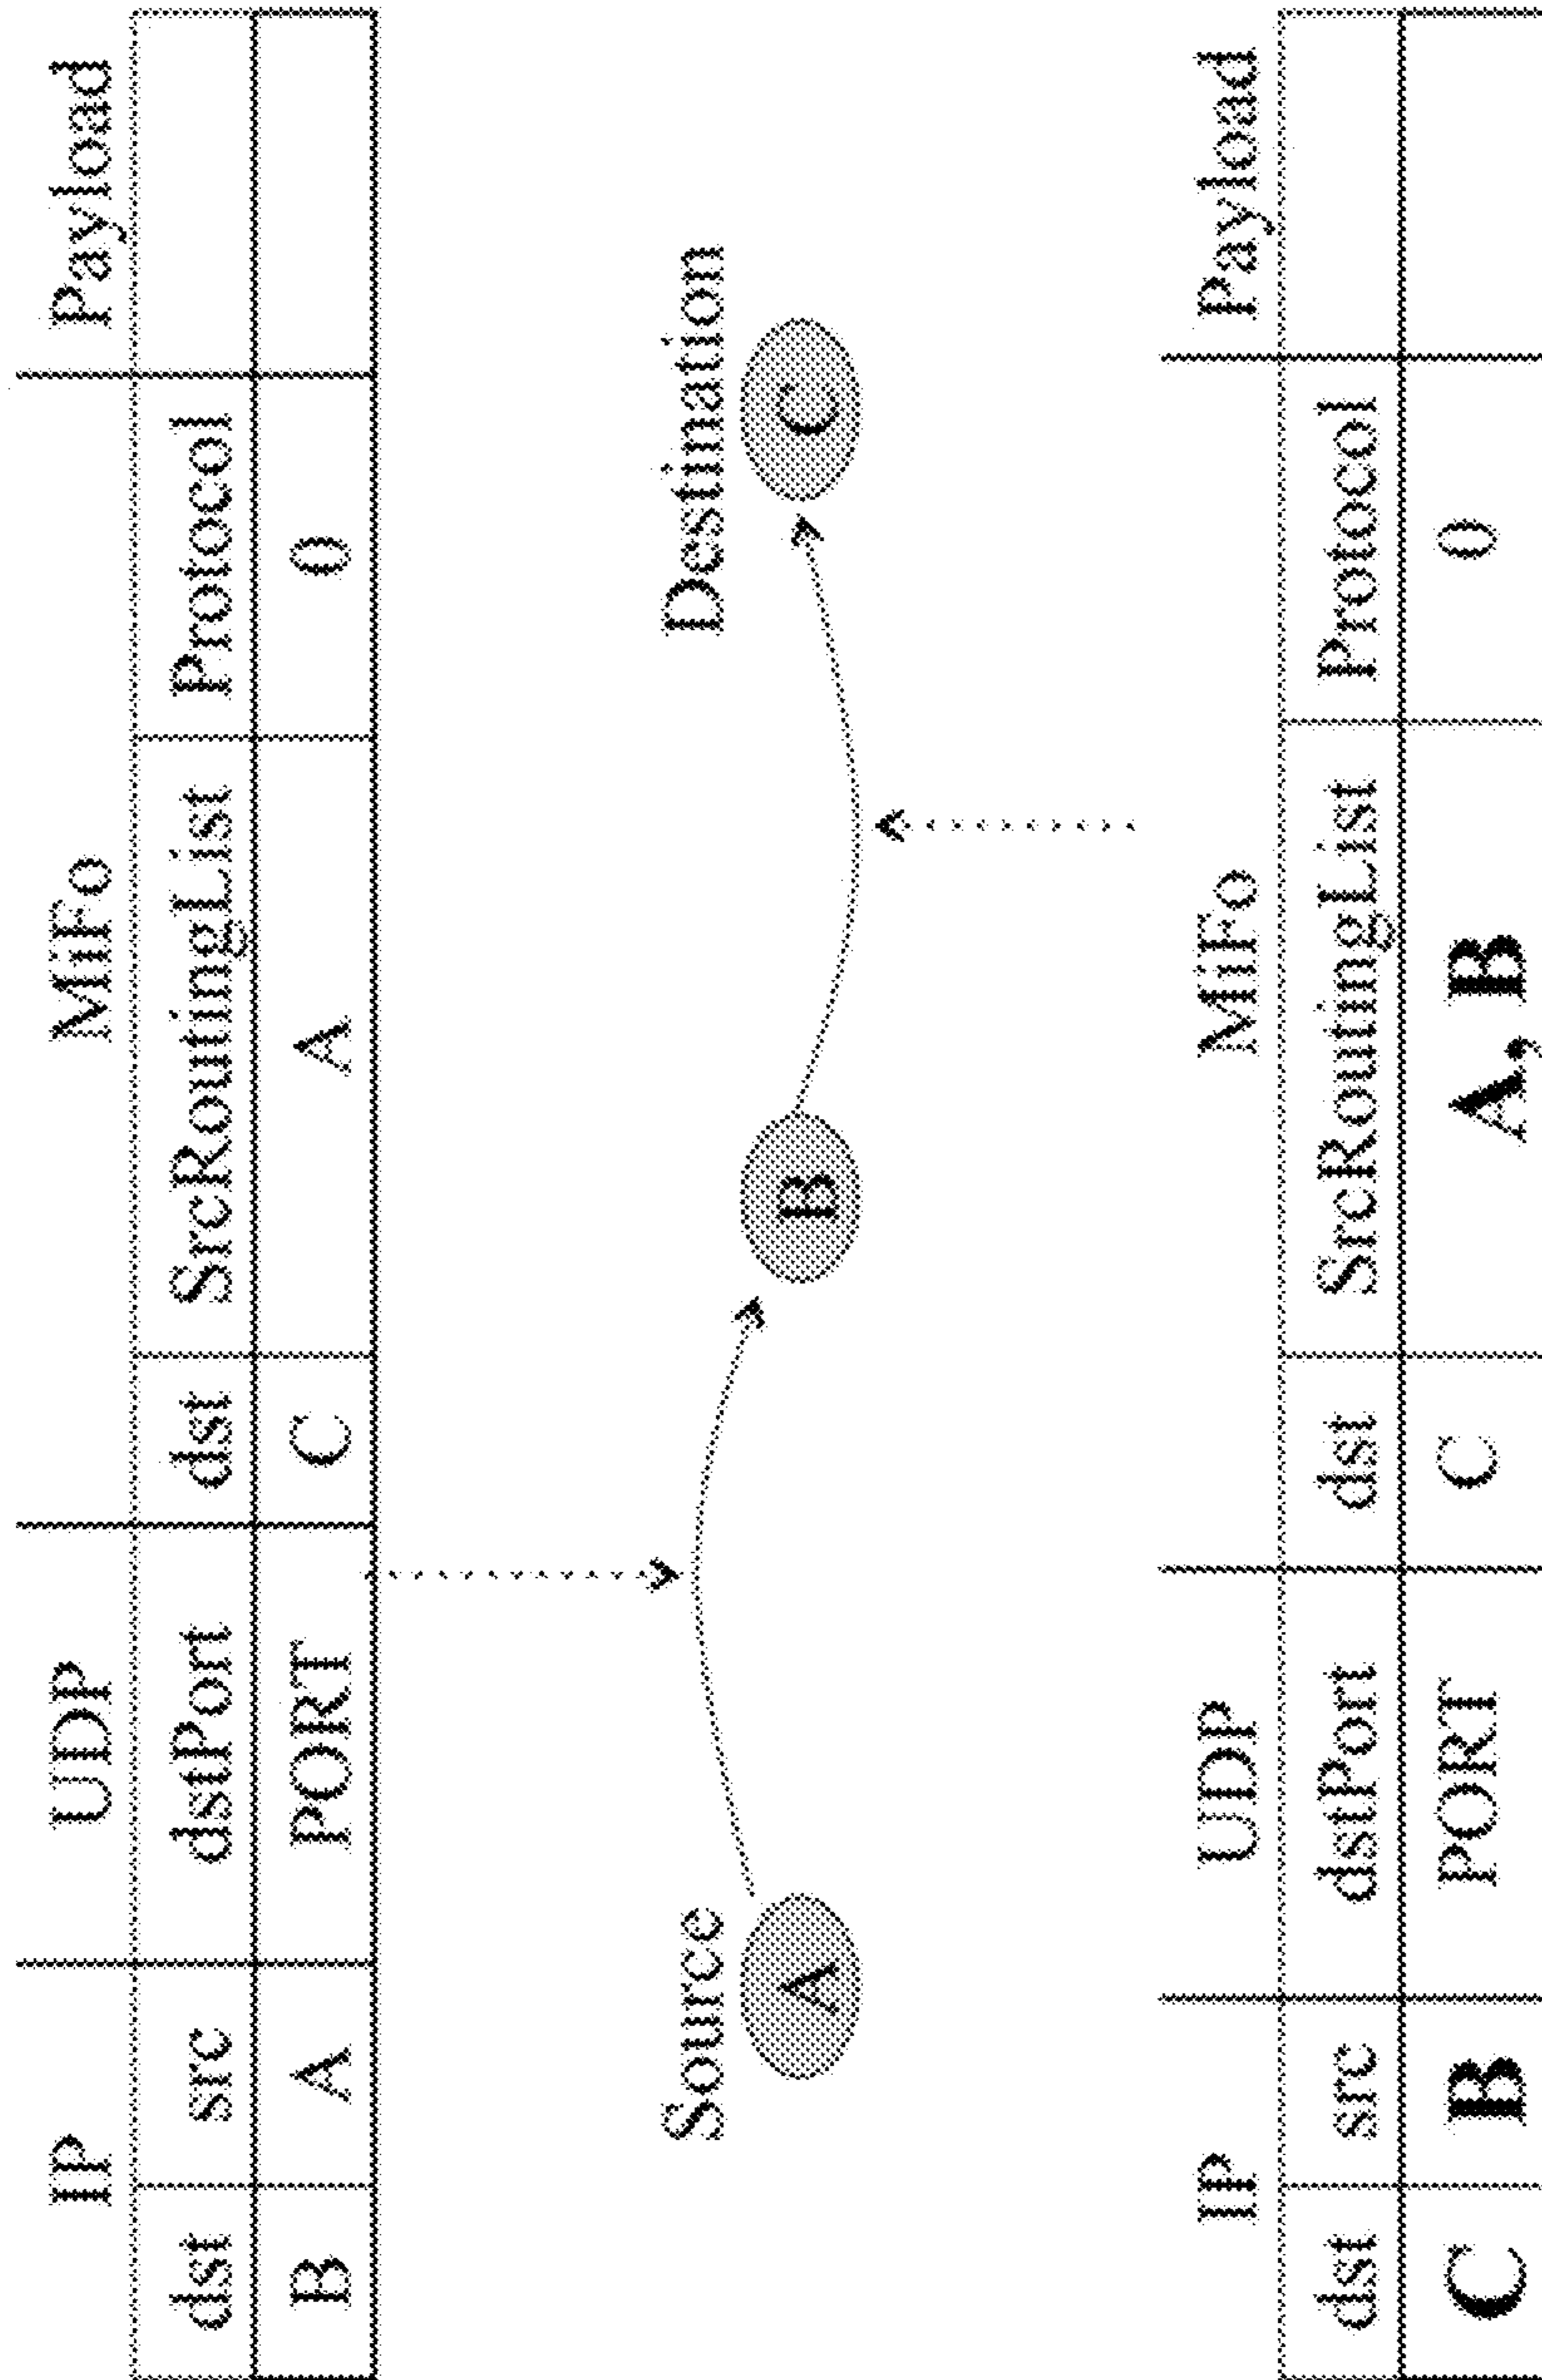 IP UDP MiFo Payload
dst src dstPort dst SrcRoutingList Protocol
B A PORT C A 0
Source Destination
A B C
IP UDP MiFo Payload
dst src dstPort dst SrcRoutingList Protocol
C B PORT C A, B 0